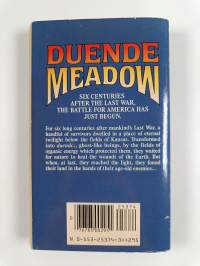 DUENDE
MEADOW
SIX CENTURIES
AFTER THE LAST WAR,
THE BATTLE FOR AMERICA HAS
JUST BEGUN.
For six long centuries after mankind's Last War, a
handful of survivors dwelled in a place of eternal
twilight below the fields of Kansas. Transformed
into duende... ghost-like beings, by the fields of
organic energy which protected them, they waited
for nature to heal the wounds of the Earth. But
when, at last, they reached the light, they found
their land in the hands of their age-old enemies...
25374